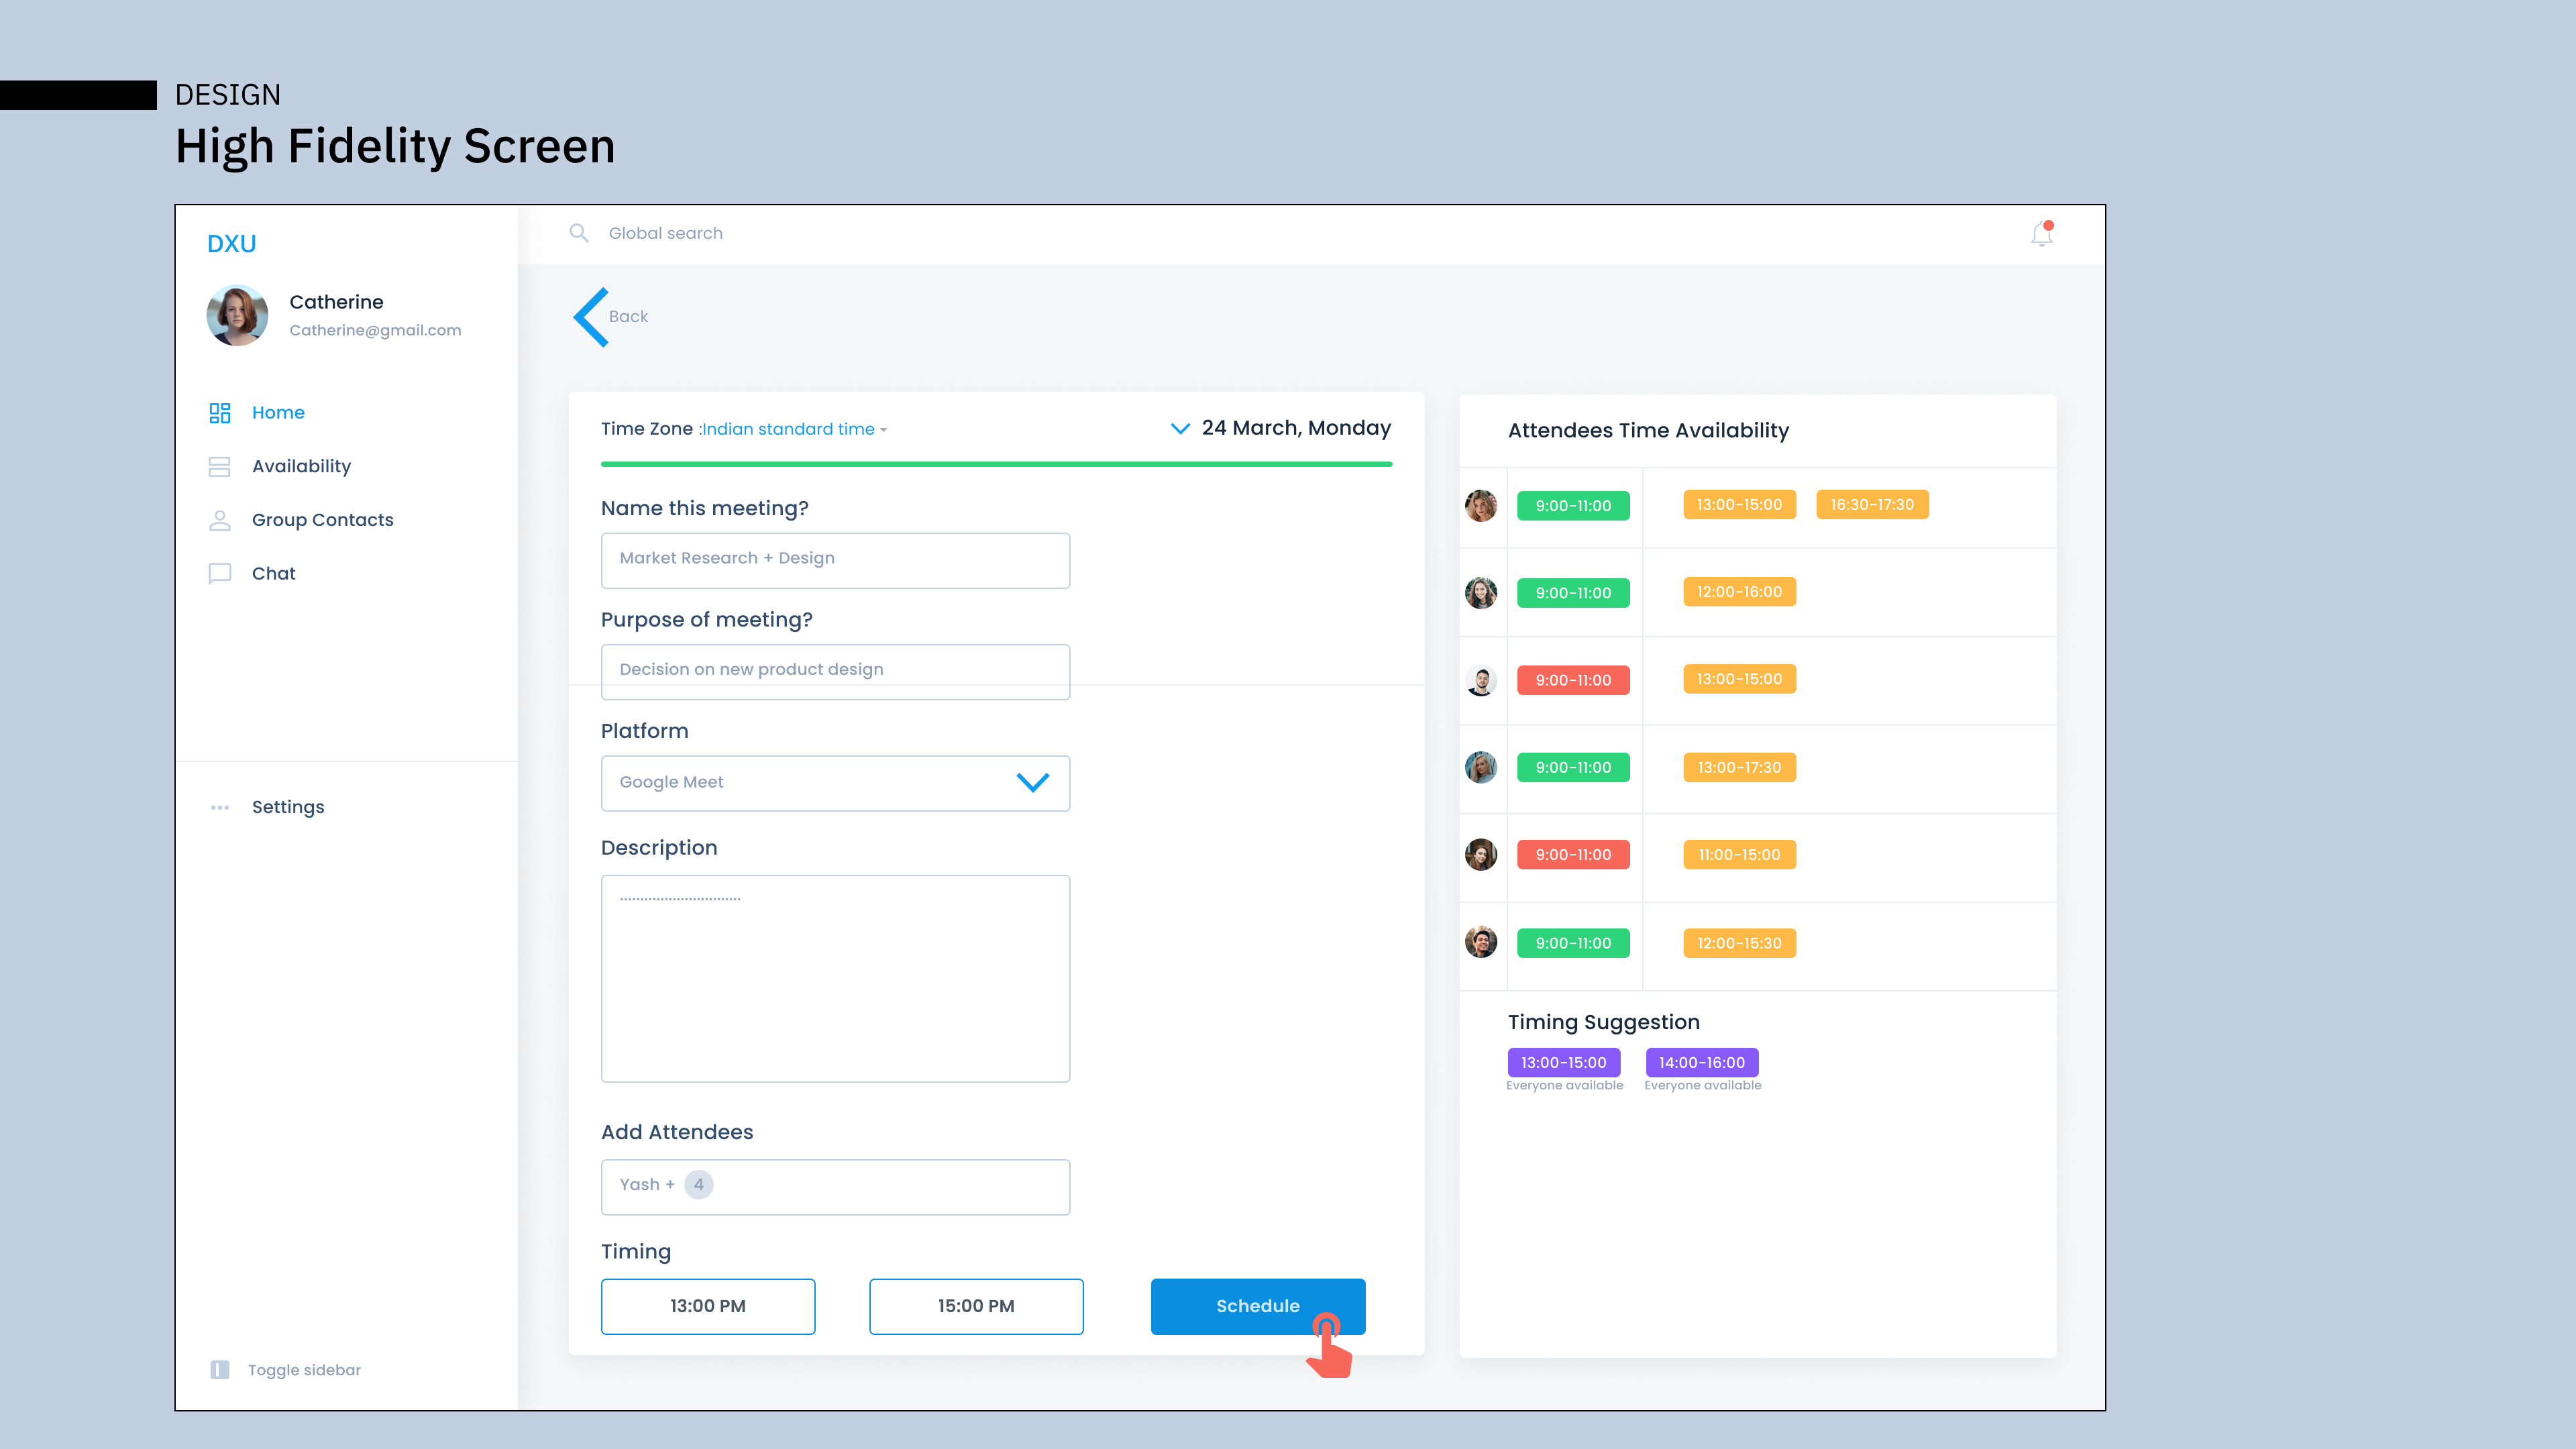 DESIGN
High Fidelity Screen
DXU
Catherine
Catherine@gmail.com
Home
Availability
Group Contacts
Chat
Settings
Toggle sidebar
Global search
Back
Time Zone :Indian standard time
24 March, Monday
Name this meeting?
Market Research + Design
Purpose of meeting?
Decision on new product design
Platform
Google Meet
Description
..............................
Add Attendees
Yash + 4
Timing
13:00 PM
15:00 PM
Schedule
Attendees Time Availability
9:00-11:00 13:00-15:00 16:30-17:30
9:00-11:00 12:00-16:00
9:00-11:00 13:00-15:00
9:00-11:00 13:00-17:30
9:00-11:00 11:00-15:00
9:00-11:00 12:00-15:30
Timing Suggestion
13:00-15:00 14:00-16:00
Everyone available Everyone available